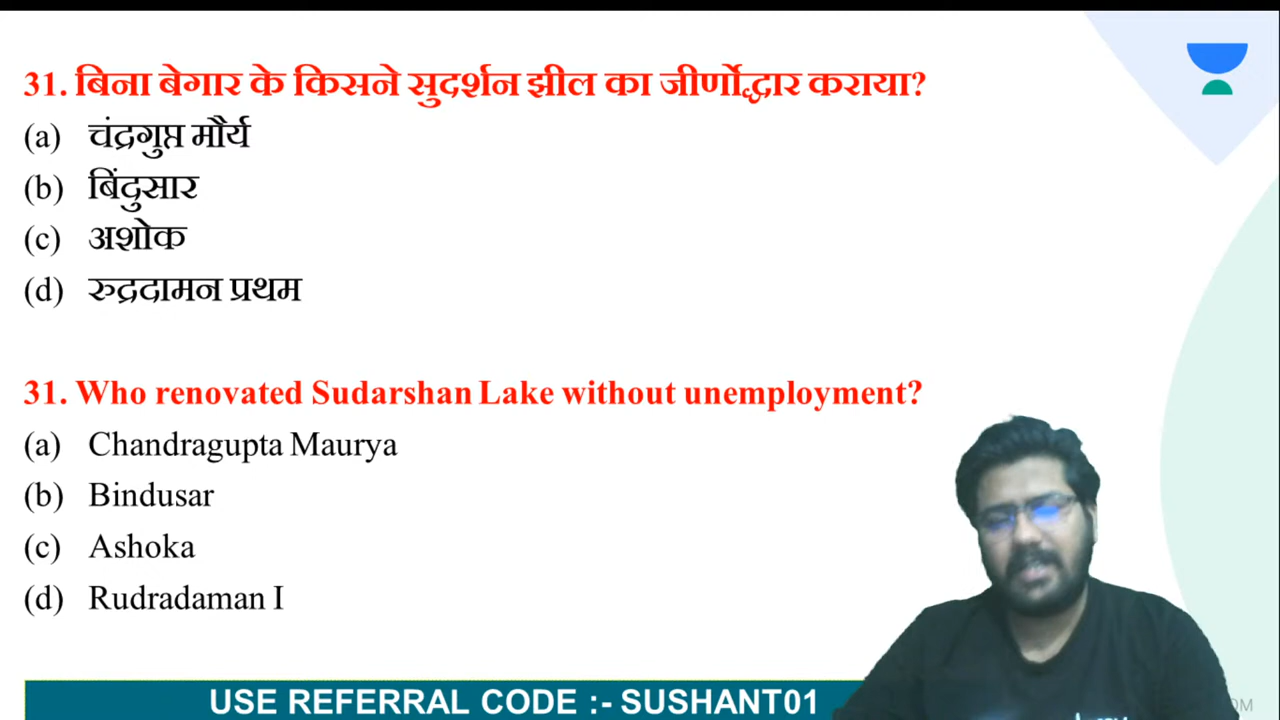 31. बिना बेगार के किसने सुदर्शन झील का जीर्णोद्धार कराया?
(a) चंद्रगुप्त मौर्य
(b) बिंदुसार
(c) अशोक
(d) रुद्रदामन प्रथम
31. Who renovated Sudarshan Lake without unemployment?
(a) Chandragupta Maurya
(b) Bindusar
(c) Ashoka
(d) Rudradaman I
USE REFERRAL CODE :- SUSHANT01